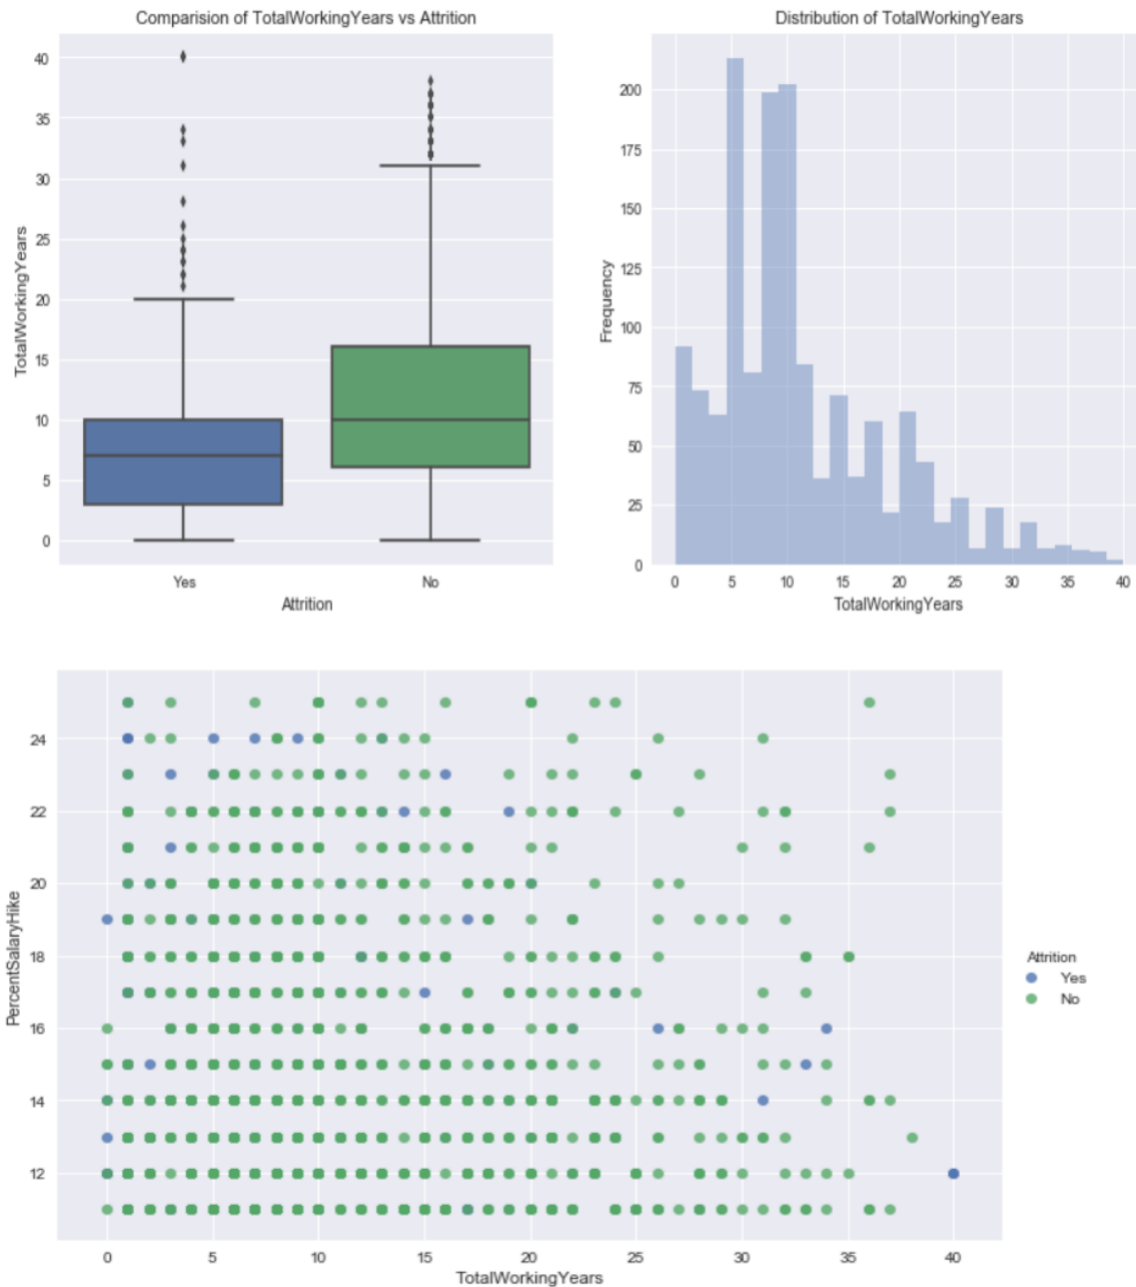 Comparision of TotalWorkingYears vs Attrition
40
35
30
25
20
15
10
5
0
TotalWorkingYears
Yes
No
Attrition
Distribution of TotalWorkingYears
200
175
150
125
100
75
50
25
0
Frequency
0 5 10 15 20 25 30 35 40
TotalWorkingYears
24
22
20
18
16
14
12
PercentSalaryHike
0 5 10 15 20 25 30 35 40
TotalWorkingYears
Attrition
Yes
No